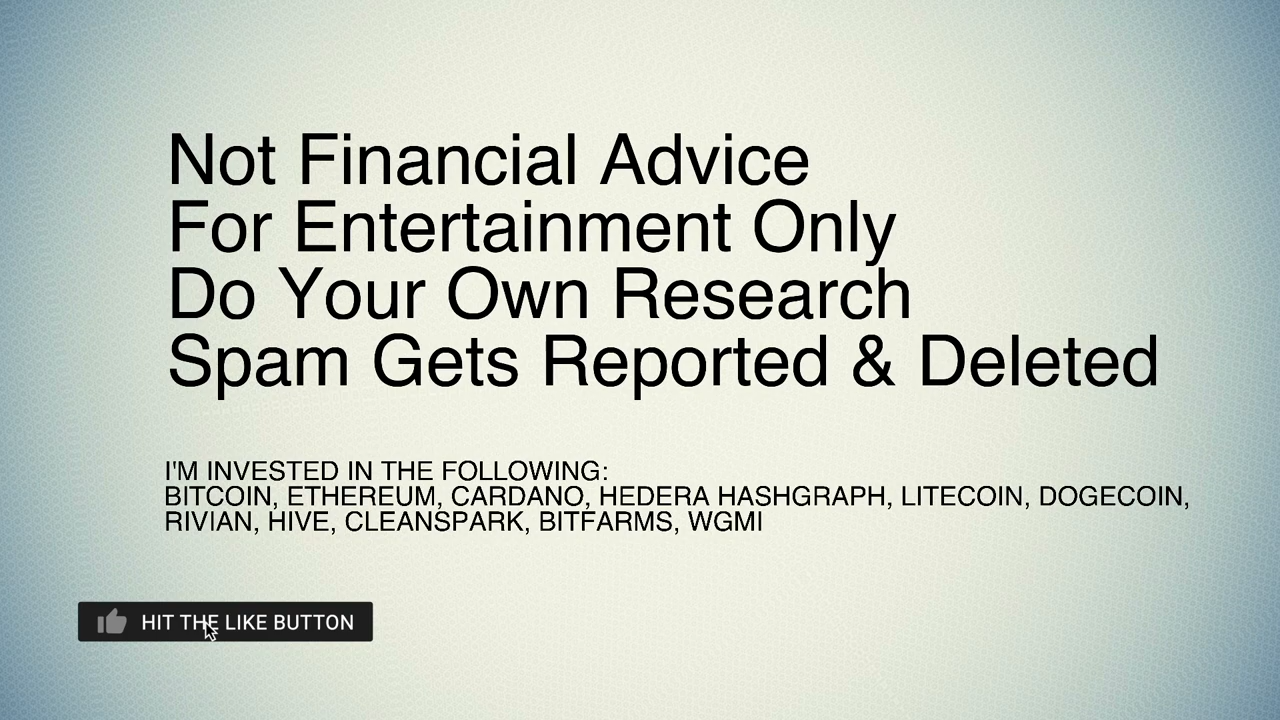 Not Financial Advice
For Entertainment Only
Do Your Own Research
Spam Gets Reported & Deleted
I'M INVESTED IN THE FOLLOWING:
BITCOIN, ETHEREUM, CARDANO, HEDERA HASHGRAPH, LITECOIN, DOGECOIN,
RIVIAN, HIVE, CLEANSPARK, BITFARMS, WGMI
HIT THE LIKE BUTTON